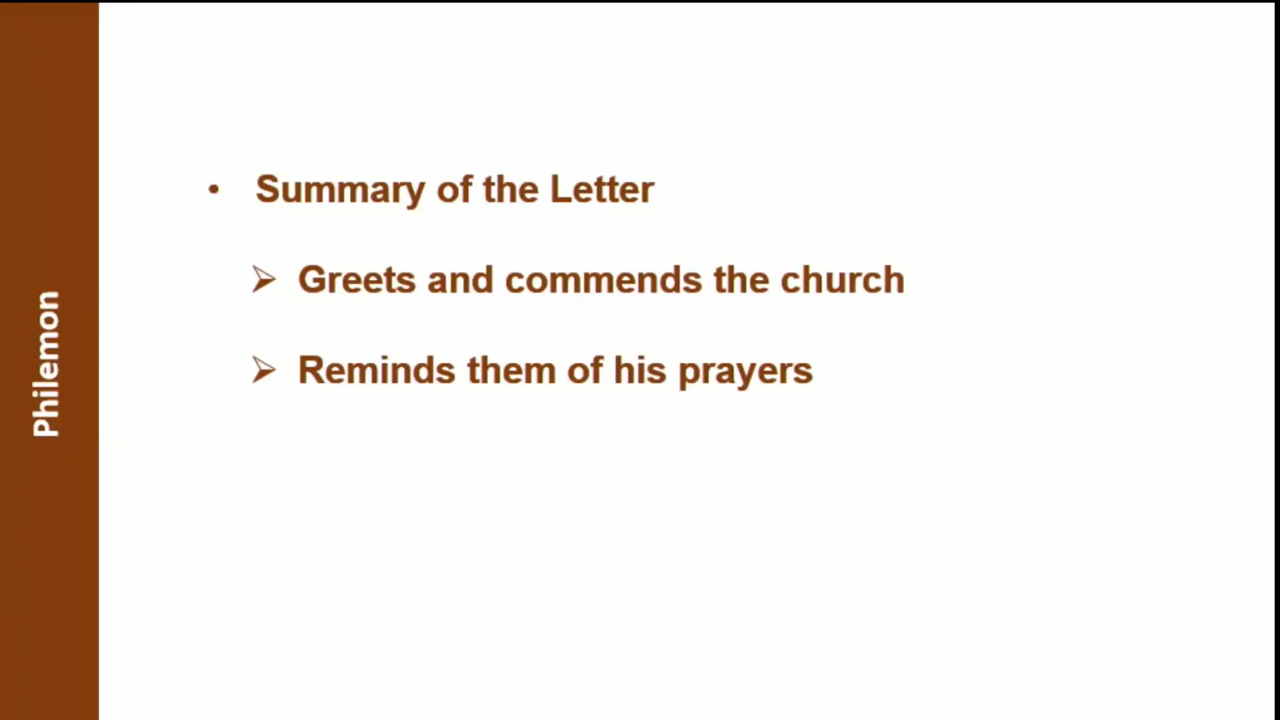 Philemon
• Summary of the Letter
➢ Greets and commends the church
➢ Reminds them of his prayers